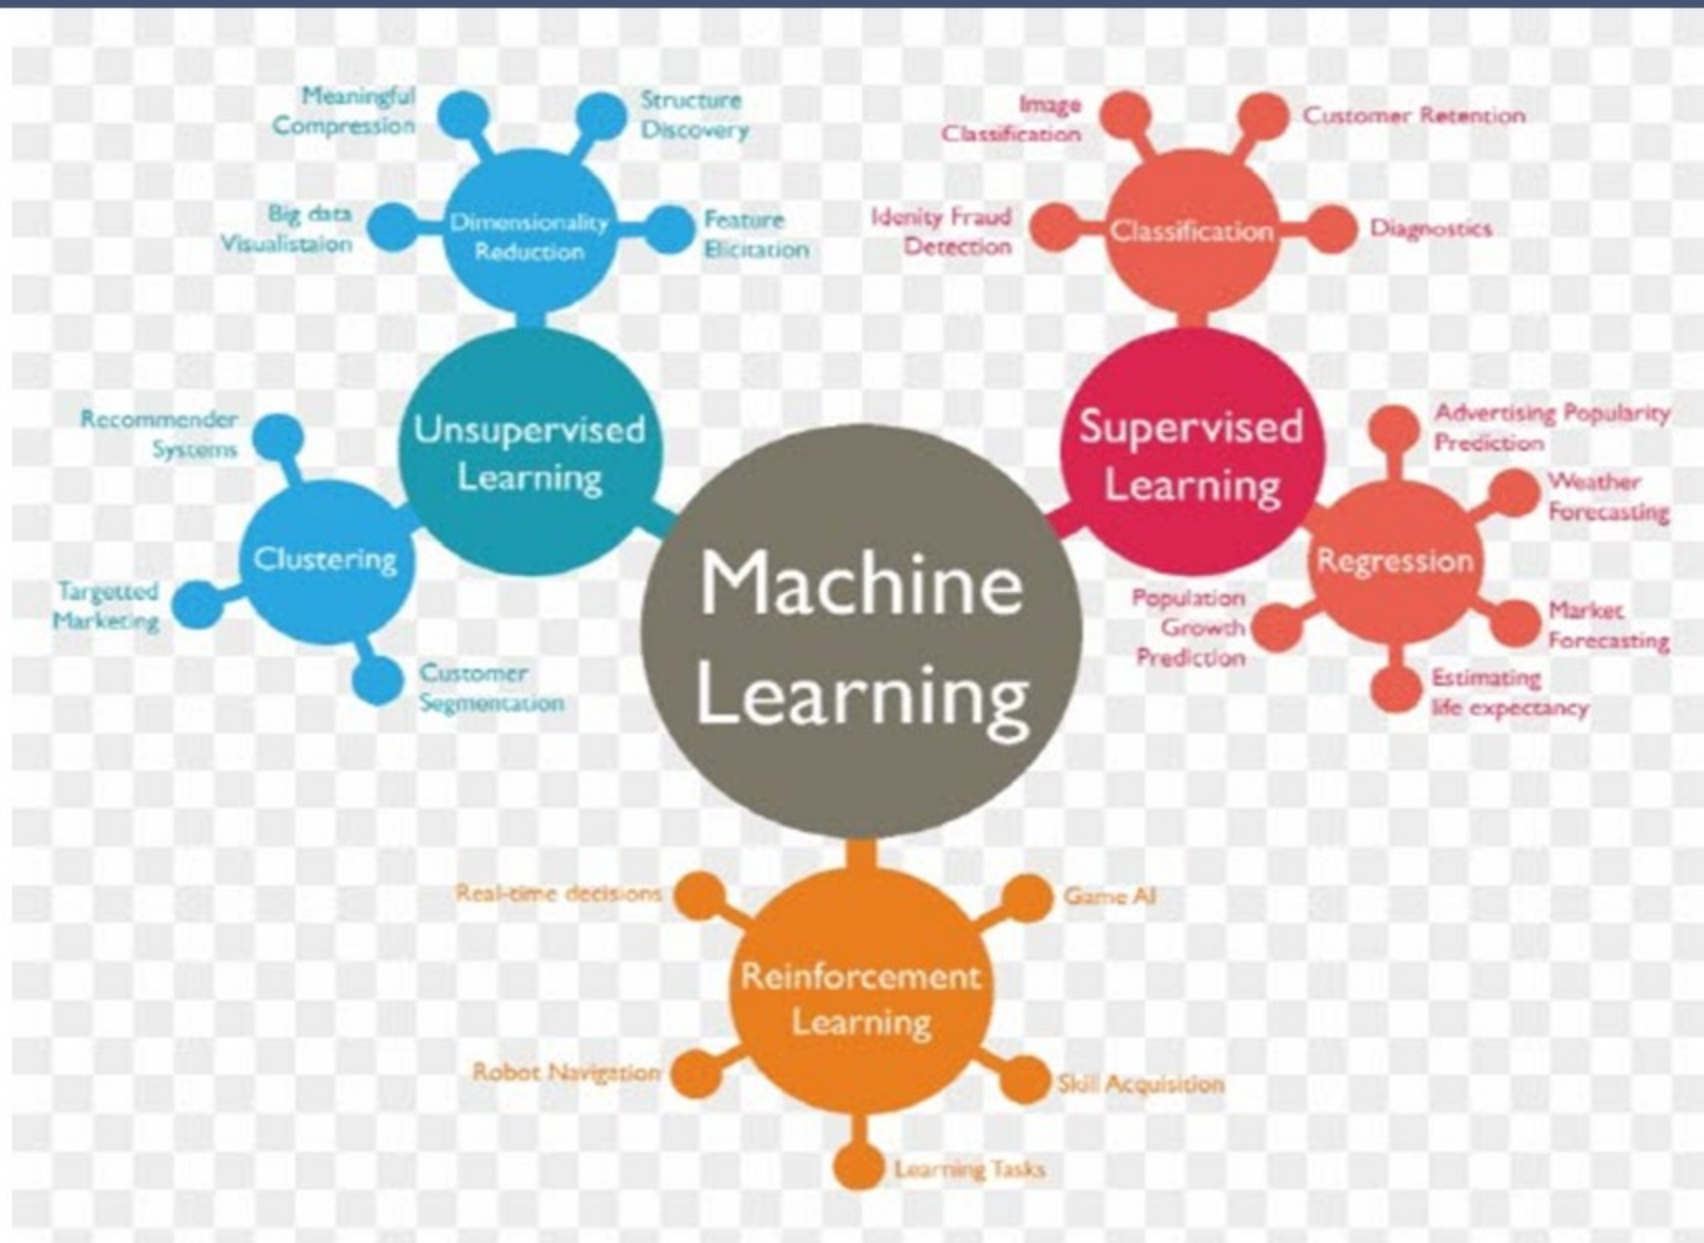 Meaningful
Compression
Structure
Discovery
Big data
Visualistaion
Dimensionality
Reduction
Feature
Elicitation
Image
Classification
Customer Retention
Idenity Fraud
Detection
Classification
Diagnostics
Recommender
Systems
Unsupervised
Learning
Clustering
Targetted
Marketing
Customer
Segmentation
Machine
Learning
Supervised
Learning
Advertising Popularity
Prediction
Weather
Forecasting
Regression
Population
Growth
Prediction
Market
Forecasting
Estimating
life expectancy
Real-time decisions
Game AI
Reinforcement
Learning
Robot Navigation
Skill Acquisition
Learning Tasks